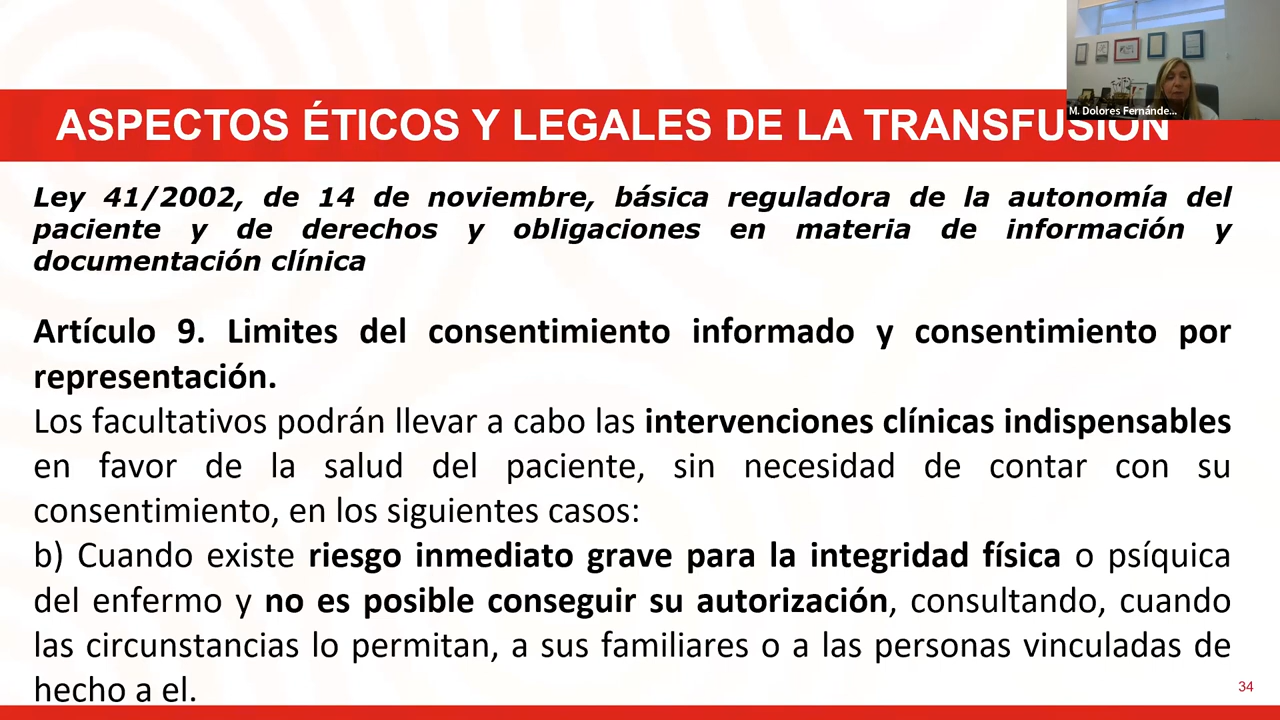 ASPECTOS ÉTICOS Y LEGALES DE LA TRANSFUSIÓN
M. Dolores Fernánde...
Ley 41/2002, de 14 de noviembre, básica reguladora de la autonomía del
paciente y de derechos y obligaciones en materia de información y
documentación clínica
Artículo 9. Limites del consentimiento informado y consentimiento por
representación.
Los facultativos podrán llevar a cabo las intervenciones clínicas indispensables
en favor de la salud del paciente, sin necesidad de contar con su
consentimiento, en los siguientes casos:
b) Cuando existe riesgo inmediato grave para la integridad física o psíquica
del enfermo y no es posible conseguir su autorización, consultando, cuando
las circunstancias lo permitan, a sus familiares o a las personas vinculadas de
hecho a el.
34